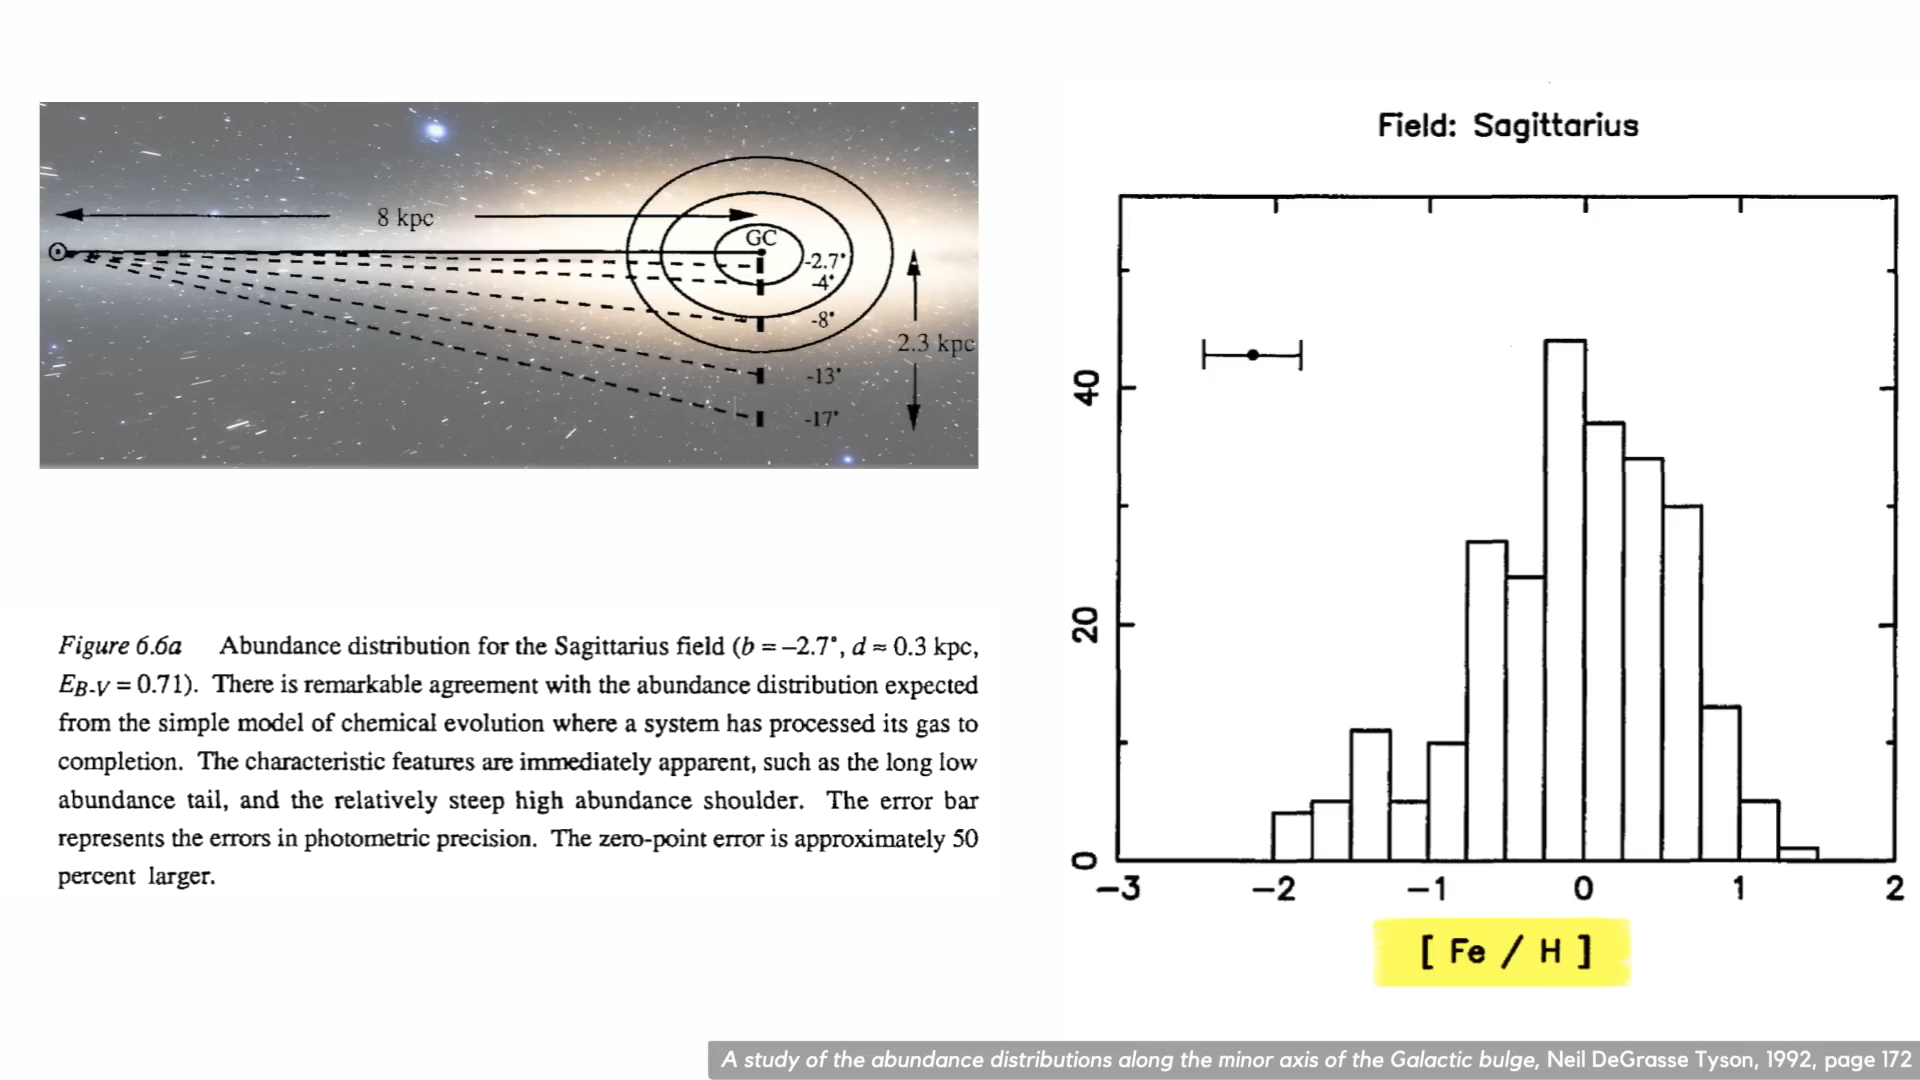 8 kpc
GC
-2.7°
-4°
-8°
2.3 kpc
-13°
-17°
Figure 6.6a Abundance distribution for the Sagittarius field (b = –2.7°, d ≈ 0.3 kpc,
E_B-V = 0.71). There is remarkable agreement with the abundance distribution expected
from the simple model of chemical evolution where a system has processed its gas to
completion. The characteristic features are immediately apparent, such as the long low
abundance tail, and the relatively steep high abundance shoulder. The error bar
represents the errors in photometric precision. The zero-point error is approximately 50
percent larger.
Field: Sagittarius
40
20
0
−3 −2 −1 0 1 2
[ Fe / H ]
A study of the abundance distributions along the minor axis of the Galactic bulge, Neil DeGrasse Tyson, 1992, page 172